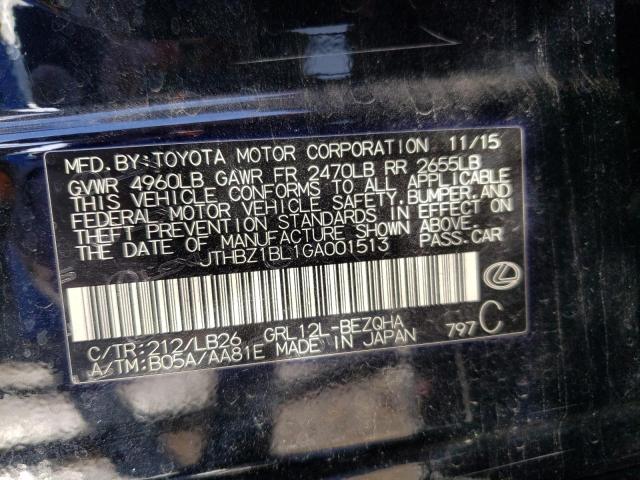 MFD. BY: TOYOTA MOTOR CORPORATION 11/15
GVWR 4960LB GAWR FR 2470LB RR 2655LB
THIS VEHICLE CONFORMS TO ALL APPLICABLE
FEDERAL MOTOR VEHICLE SAFETY, BUMPER, AND
THEFT PREVENTION STANDARDS IN EFFECT ON
THE DATE OF MANUFACTURE SHOWN ABOVE.
JTHBZ1BL1GA001513 PASS. CAR
C/TR: 212/LB26 GRL12L-BEZQHA 797 C
A/TM: B05A/AA81E MADE IN JAPAN